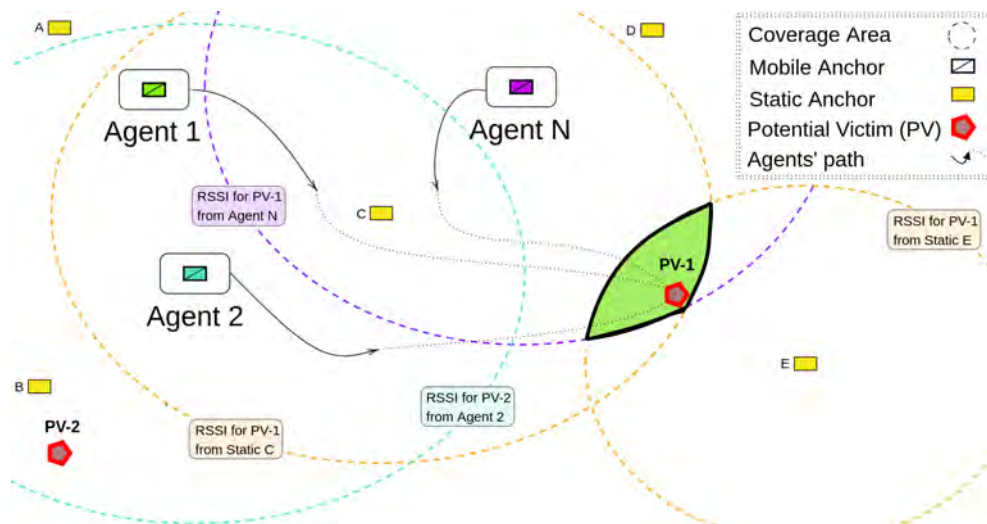 A
D
Coverage Area
Mobile Anchor
Static Anchor
Potential Victim (PV)
Agents' path
Agent 1
Agent N
RSSI for PV-1
from Agent N
C
RSSI for PV-1
from Static E
PV-1
Agent 2
E
B
RSSI for PV-2
from Agent 2
PV-2
RSSI for PV-1
from Static C